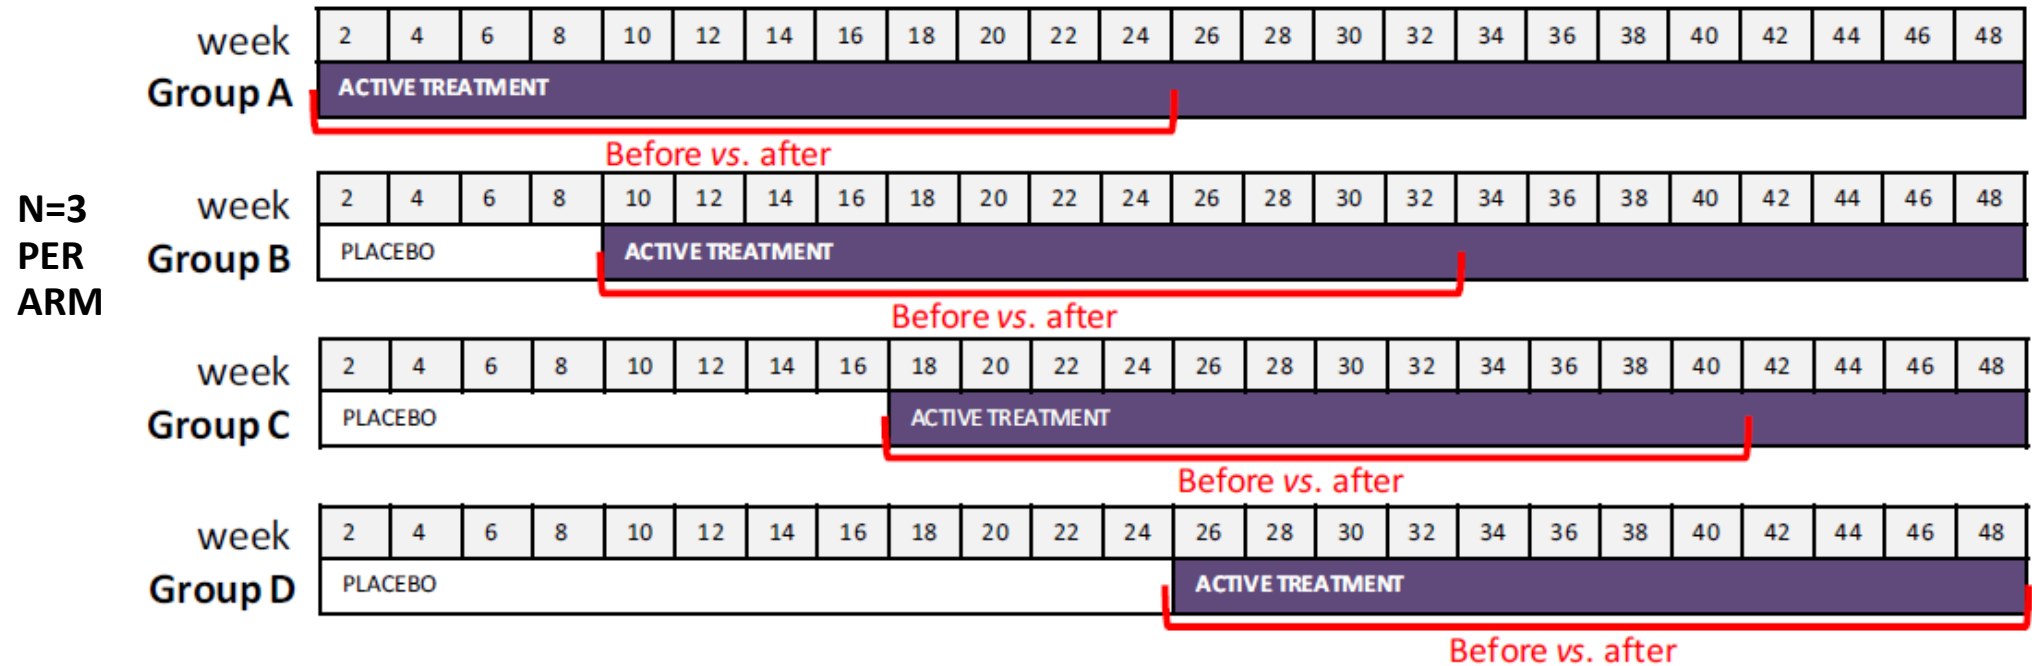 week 2 4 6 8 10 12 14 16 18 20 22 24 26 28 30 32 34 36 38 40 42 44 46 48
Group A ACTIVE TREATMENT
Before vs. after
N=3
PER
ARM
week 2 4 6 8 10 12 14 16 18 20 22 24 26 28 30 32 34 36 38 40 42 44 46 48
Group B PLACEBO ACTIVE TREATMENT
Before vs. after
week 2 4 6 8 10 12 14 16 18 20 22 24 26 28 30 32 34 36 38 40 42 44 46 48
Group C PLACEBO ACTIVE TREATMENT
Before vs. after
week 2 4 6 8 10 12 14 16 18 20 22 24 26 28 30 32 34 36 38 40 42 44 46 48
Group D PLACEBO ACTIVE TREATMENT
Before vs. after